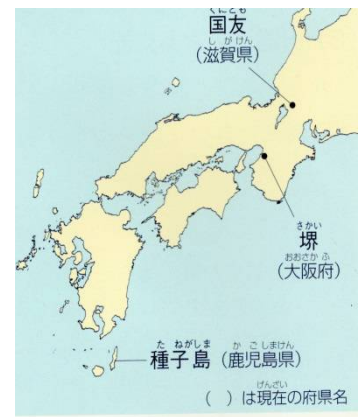 くにとも
国友
しがけん
(滋賀県)
さかい
堺
おおさかふ
(大阪府)
たねがしま かごしまけん
種子島 (鹿児島県)
げんざい
( )は現在の府県名